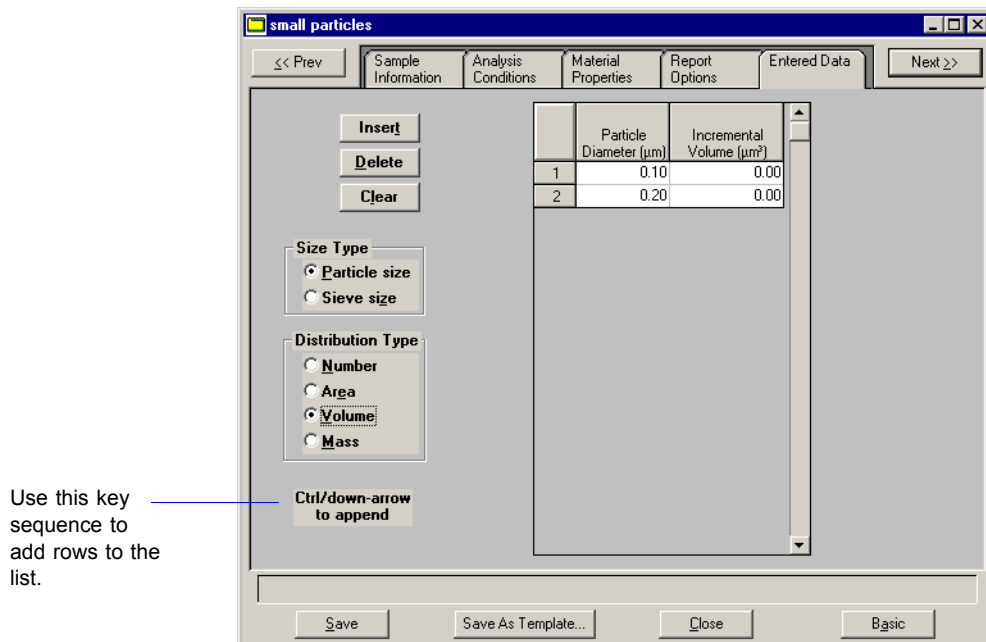 small particles
<< Prev
Sample
Information
Analysis
Conditions
Material
Properties
Report
Options
Entered Data
Next >>
Insert
Delete
Clear
Particle
Diameter (µm)
Incremental
Volume (µm³)
1 0.10 0.00
2 0.20 0.00
Size Type
Particle size
Sieve size
Distribution Type
Number
Area
Volume
Mass
Ctrl/down-arrow
to append
Use this key
sequence to
add rows to the
list.
Save
Save As Template...
Close
Basic